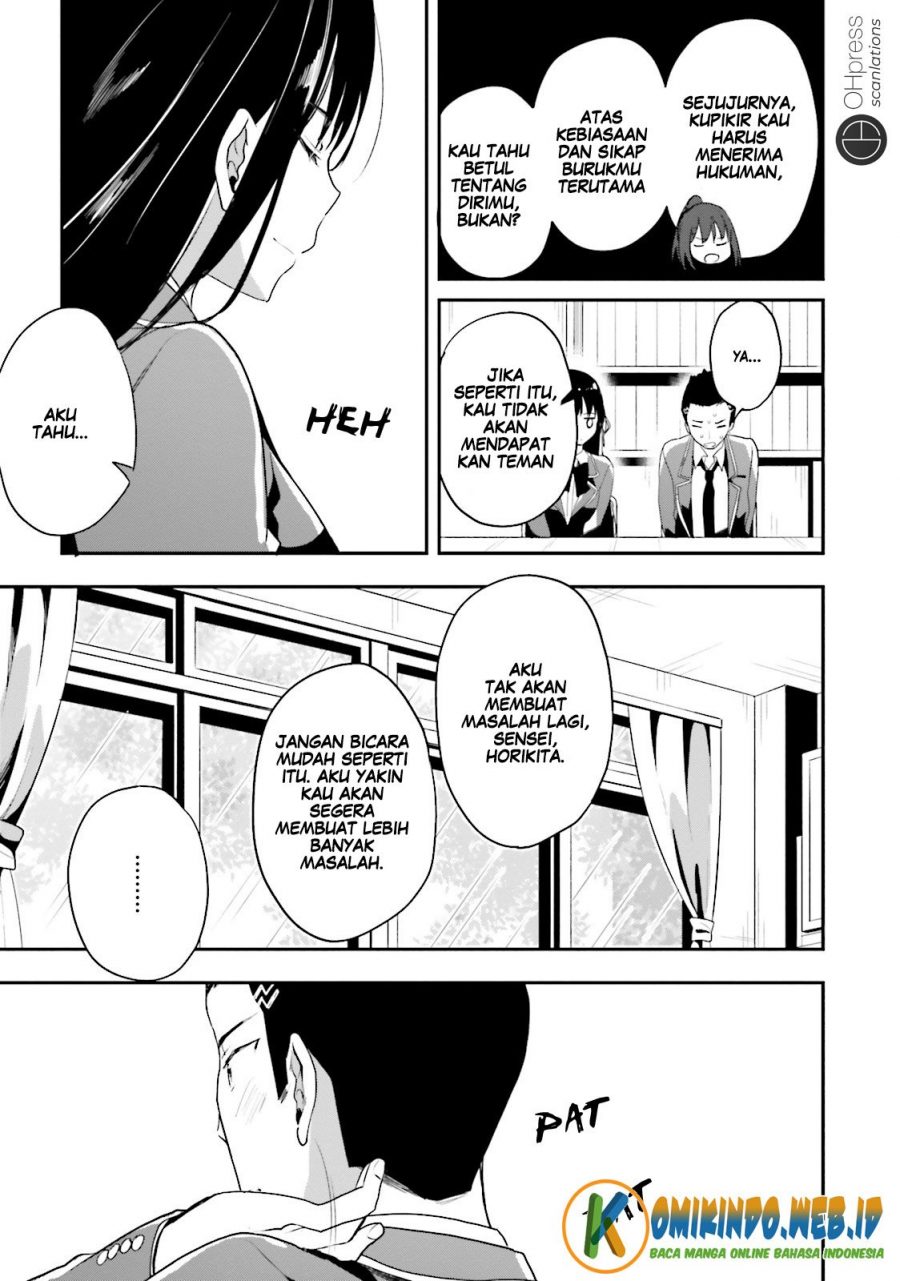 OHpress
scanlations
SEJUJURNYA,
KUPIKIR KAU
HARUS
MENERIMA
HUKUMAN,
ATAS
KEBIASAAN
DAN SIKAP
BURUKMU
TERUTAMA
KAU TAHU
BETUL
TENTANG
DIRIMU,
BUKAN?
YA...
JIKA
SEPERTI ITU,
KAU TIDAK
AKAN
MENDAPAT
KAN TEMAN
HEH
AKU
TAHU...
AKU
TAK AKAN
MEMBUAT
MASALAH LAGI,
SENSEI,
HORIKITA.
JANGAN BICARA
MUDAH SEPERTI
ITU. AKU YAKIN
KAU AKAN
SEGERA
MEMBUAT LEBIH
BANYAK
MASALAH.
.........
PAT
KOMIKINDO.WEB.ID
BACA MANGA ONLINE BAHASA INDONESIA